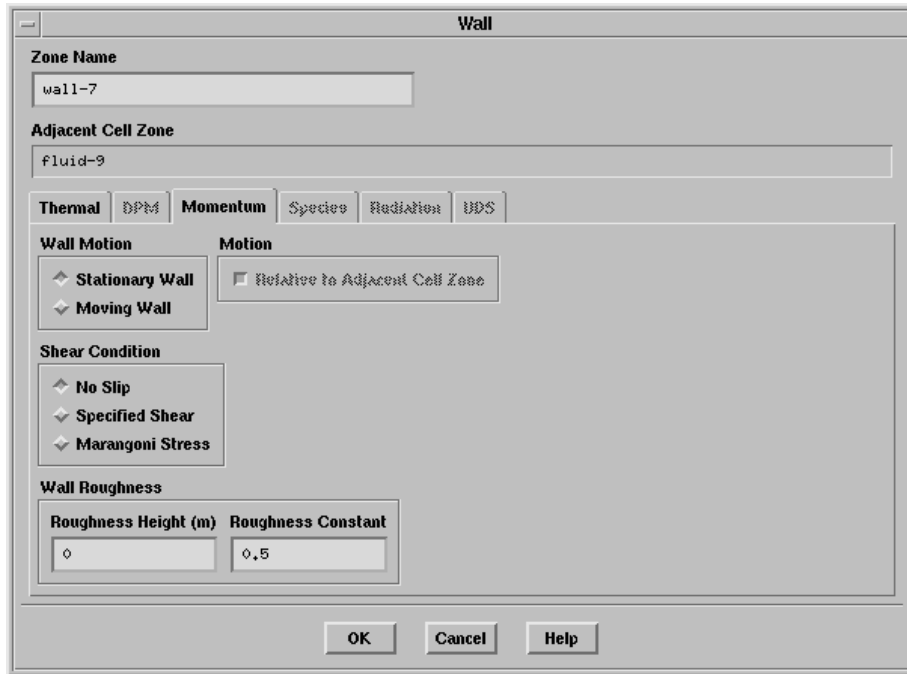 Wall
Zone Name
wall-7
Adjacent Cell Zone
fluid-9
Thermal DPM Momentum Species Radiation UDS
Wall Motion Motion
Stationary Wall Relative to Adjacent Cell Zone
Moving Wall
Shear Condition
No Slip
Specified Shear
Marangoni Stress
Wall Roughness
Roughness Height (m) Roughness Constant
0 0.5
OK Cancel Help